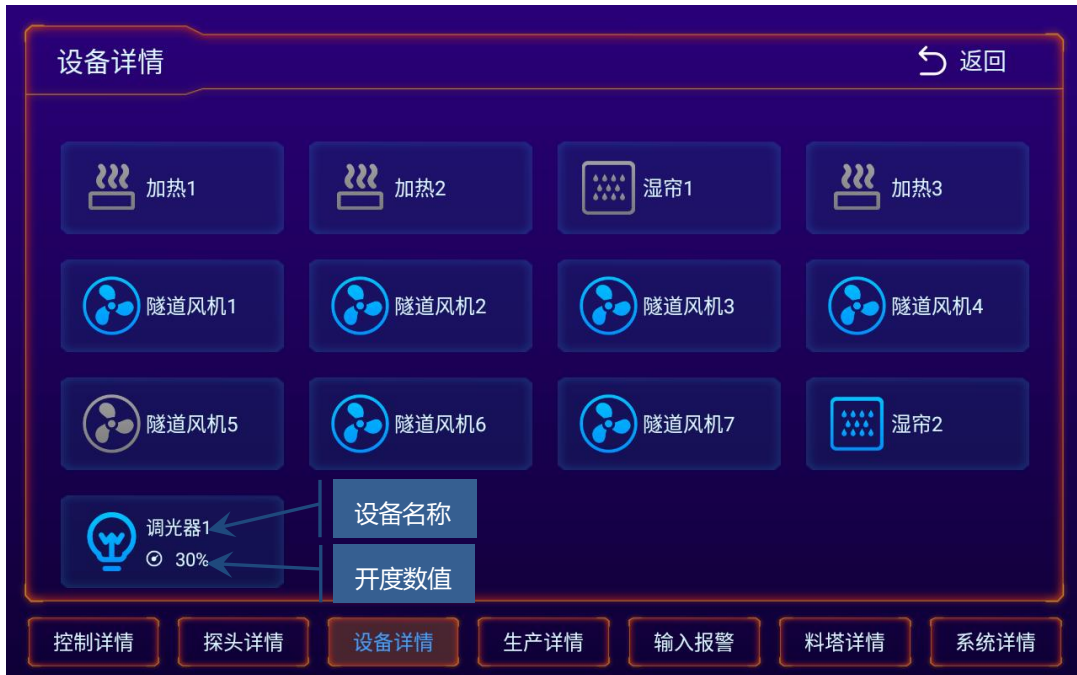 设备详情
返回
加热1
加热2
湿帘1
加热3
隧道风机1
隧道风机2
隧道风机3
隧道风机4
隧道风机5
隧道风机6
隧道风机7
湿帘2
调光器1
30%
设备名称
开度数值
控制详情
探头详情
设备详情
生产详情
输入报警
料塔详情
系统详情